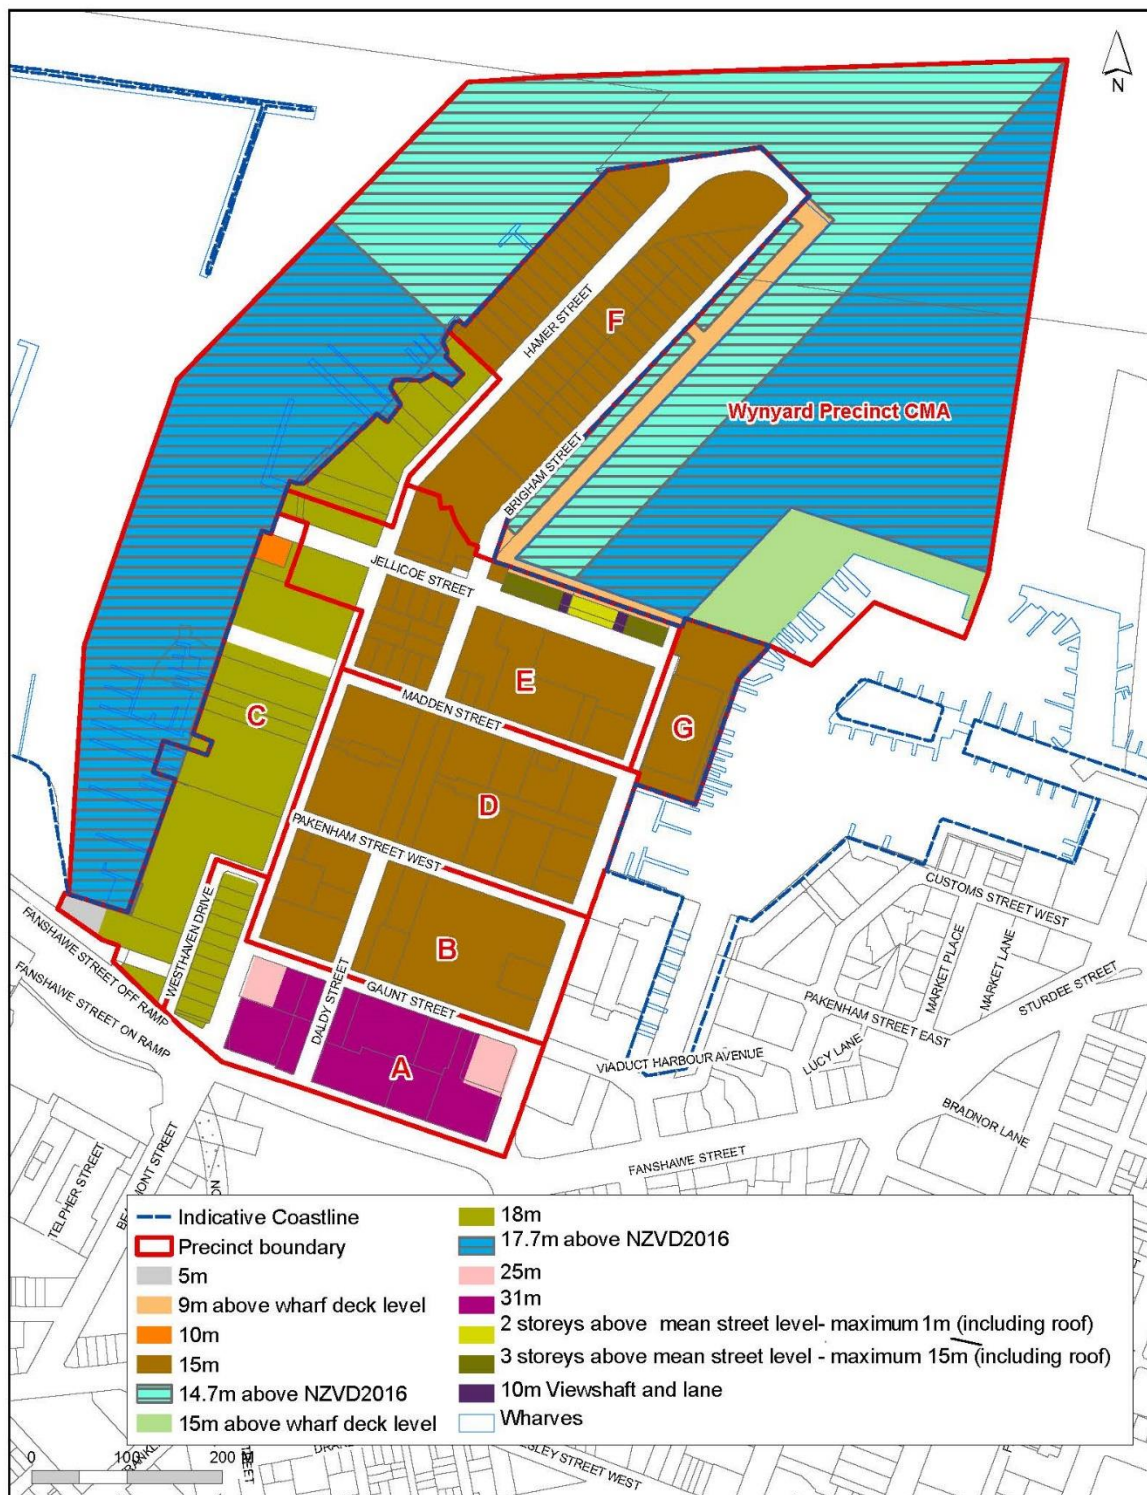 N
HAMER STREET
F
Wynyard Precinct CMA
BRIGHAM STREET
JELLICOE STREET
E
MADDEN STREET
C
G
D
PAKENHAM STREET WEST
CUSTOMS STREET WEST
WESTHAVEN DRIVE
B
MARKET PLACE
MARKET LANE
FANSHAWE STREET OFF RAMP
FANSHAWE STREET ON RAMP
DALDY STREET
GAUNT STREET
STURDEE STREET
PAKENHAM STREET EAST
VIADUCT HARBOUR AVENUE
LUCY LANE
A
BRADNOR LANE
FANSHAWE STREET
TELPHER STREET
Indicative Coastline
Precinct boundary
5m
9m above wharf deck level
10m
15m
14.7m above NZVD2016
15m above wharf deck level
18m
17.7m above NZVD2016
25m
31m
2 storeys above mean street level- maximum 1m (including roof)
3 storeys above mean street level - maximum 15m (including roof)
10m Viewshaft and lane
Wharves
0 100 200